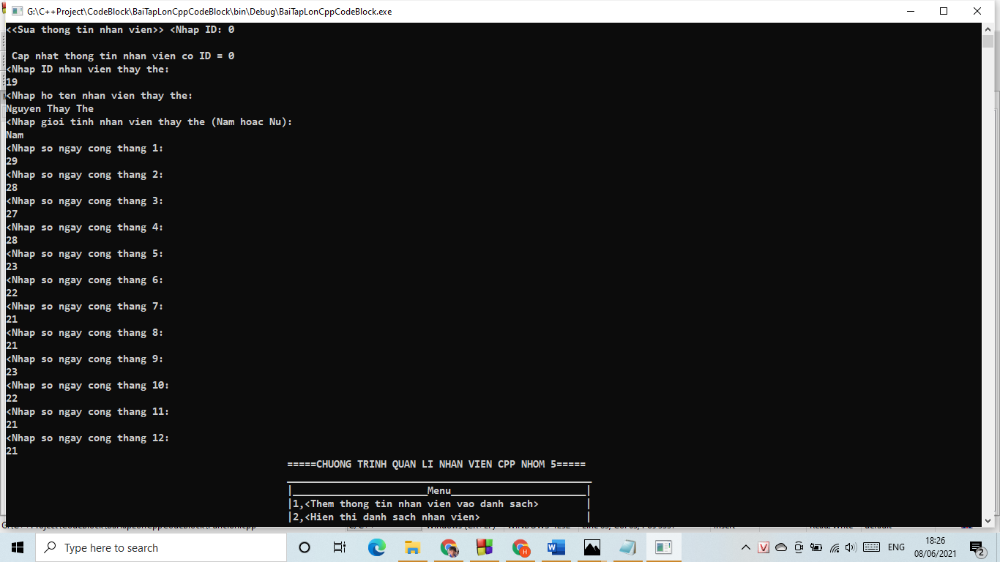 G:\C++Project\CodeBlock\BaiTapLonCppCodeBlock\bin\Debug\BaiTapLonCppCodeBlock.exe
<<Sua thong tin nhan vien>> <Nhap ID: 0
Cap nhat thong tin nhan vien co ID = 0
<Nhap ID nhan vien thay the:
19
<Nhap ho ten nhan vien thay the:
Nguyen Thay The
<Nhap gioi tinh nhan vien thay the (Nam hoac Nu):
Nam
<Nhap so ngay cong thang 1:
29
<Nhap so ngay cong thang 2:
28
<Nhap so ngay cong thang 3:
27
<Nhap so ngay cong thang 4:
28
<Nhap so ngay cong thang 5:
23
<Nhap so ngay cong thang 6:
22
<Nhap so ngay cong thang 7:
21
<Nhap so ngay cong thang 8:
21
<Nhap so ngay cong thang 9:
23
<Nhap so ngay cong thang 10:
22
<Nhap so ngay cong thang 11:
21
<Nhap so ngay cong thang 12:
21
=====CHUONG TRINH QUAN LI NHAN VIEN CPP NHOM 5=====
|_______________________Menu_______________________|
|1,<Them thong tin nhan vien vao danh sach> |
|2,<Hien thi danh sach nhan vien> |
Type here to search
ENG
18:26
08/06/2021
2